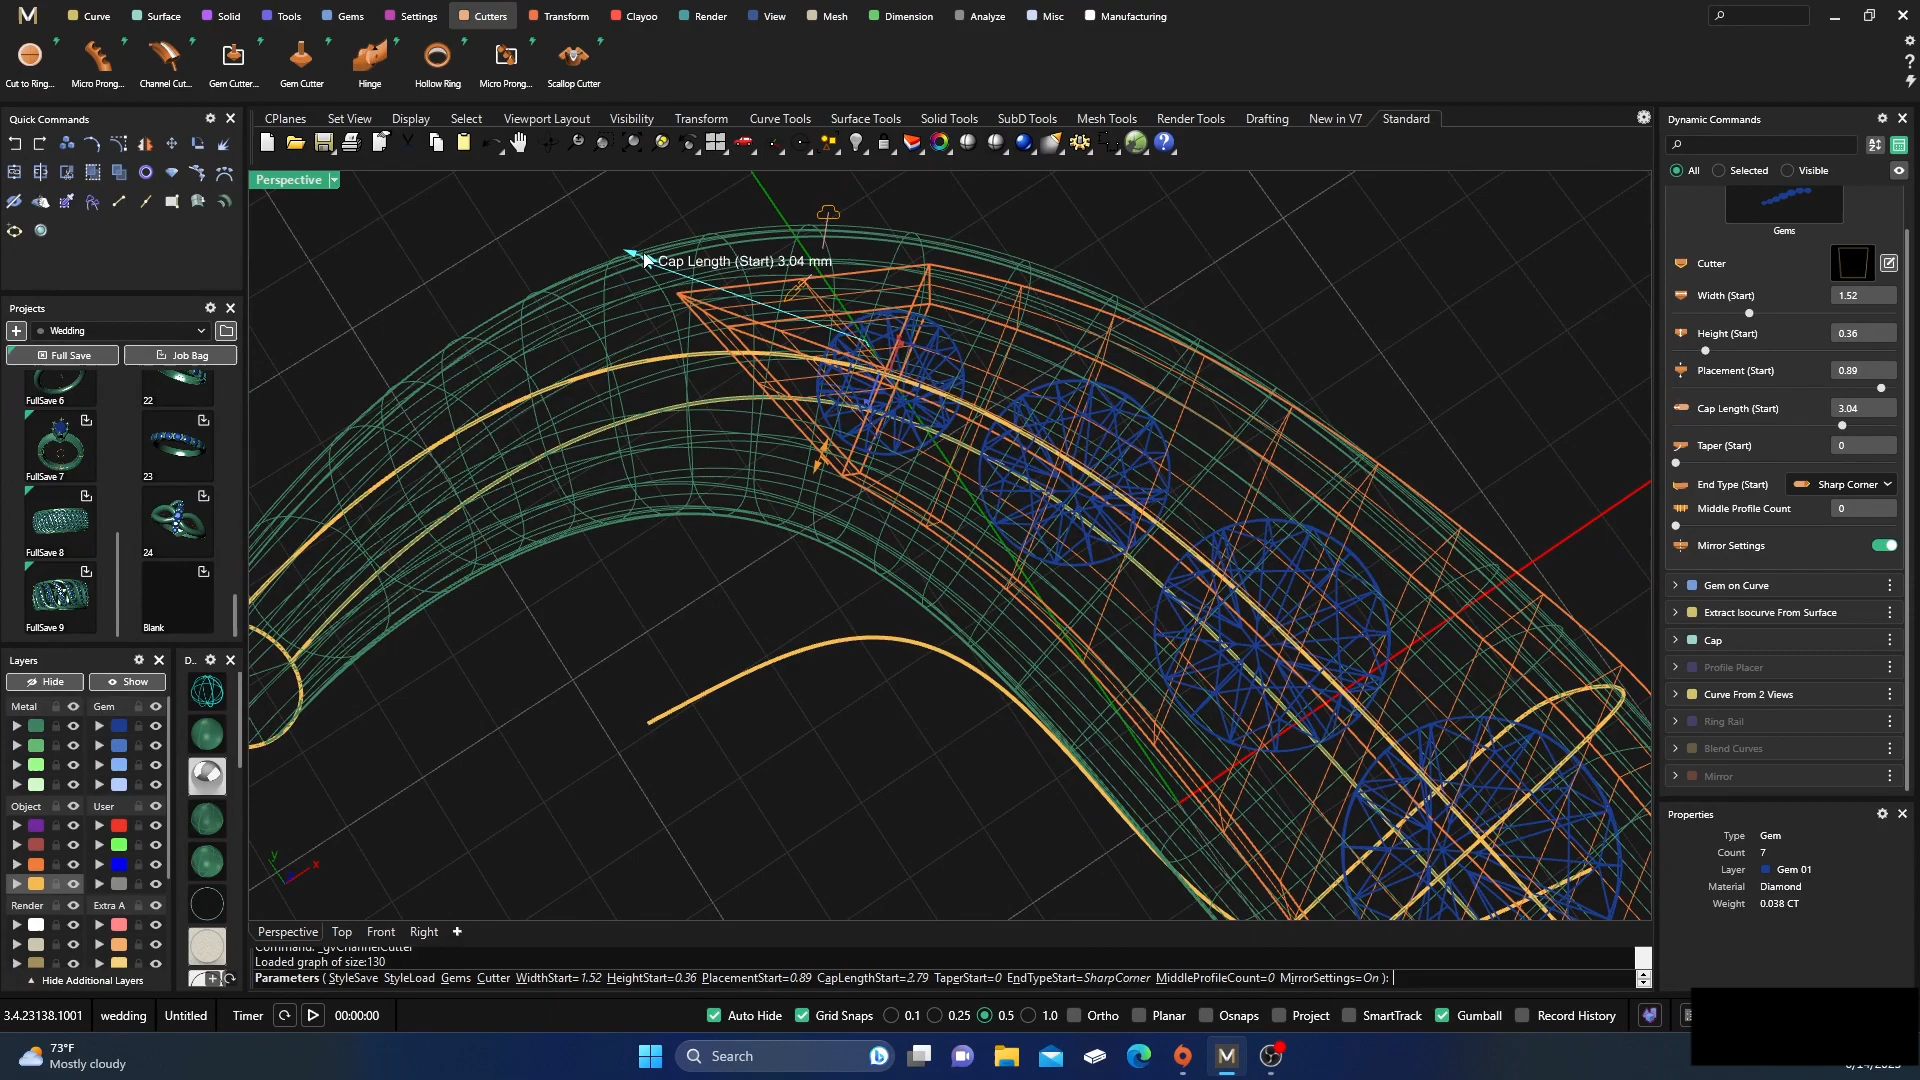 Curve
Surface
Solid
Tools
Gems
Settings
Cutters
Transform
Clayoo
Render
View
Mesh
Dimension
Analyze
Misc
Manufacturing
Cut to Ring...
Micro Prong...
Channel Cut...
Gem Cutter...
Gem Cutter
Hinge
Hollow Ring
Micro Prong...
Scallop Cutter
Quick Commands
CPlanes
Set View
Display
Select
Viewport Layout
Visibility
Transform
Curve Tools
Surface Tools
Solid Tools
SubD Tools
Mesh Tools
Render Tools
Drafting
New in V7
Standard
Perspective
Cap Length (Start) 3.04 mm
Projects
Wedding
Full Save
Job Bag
FullSave 6
22
FullSave 7
23
FullSave 8
24
FullSave 9
Blank
Layers
D..
Hide
Show
Metal
Gem
Object
User
Render
Extra A
Hide Additional Layers
Dynamic Commands
All
Selected
Visible
Gems
Cutter
Width (Start)
1.52
Height (Start)
0.36
Placement (Start)
0.89
Cap Length (Start)
3.04
Taper (Start)
0
End Type (Start)
Sharp Corner
Middle Profile Count
0
Mirror Settings
Gem on Curve
Extract Isocurve From Surface
Cap
Profile Placer
Curve From 2 Views
Ring Rail
Blend Curves
Mirror
Properties
Type Gem
Count 7
Layer Gem 01
Material Diamond
Weight 0.038 CT
x
y
Perspective
Top
Front
Right
Command: _gvChannelCutter
Loaded graph of size:130
Parameters ( StyleSave StyleLoad Gems Cutter WidthStart=1.52 HeightStart=0.36 PlacementStart=0.89 CapLengthStart=2.79 TaperStart=0 EndTypeStart=SharpCorner MiddleProfileCount=0 MirrorSettings=On ):
3.4.23138.1001
wedding
Untitled
Timer
00:00:00
Auto Hide
Grid Snaps
0.1
0.25
0.5
1.0
Ortho
Planar
Osnaps
Project
SmartTrack
Gumball
Record History
73°F
Mostly cloudy
Search